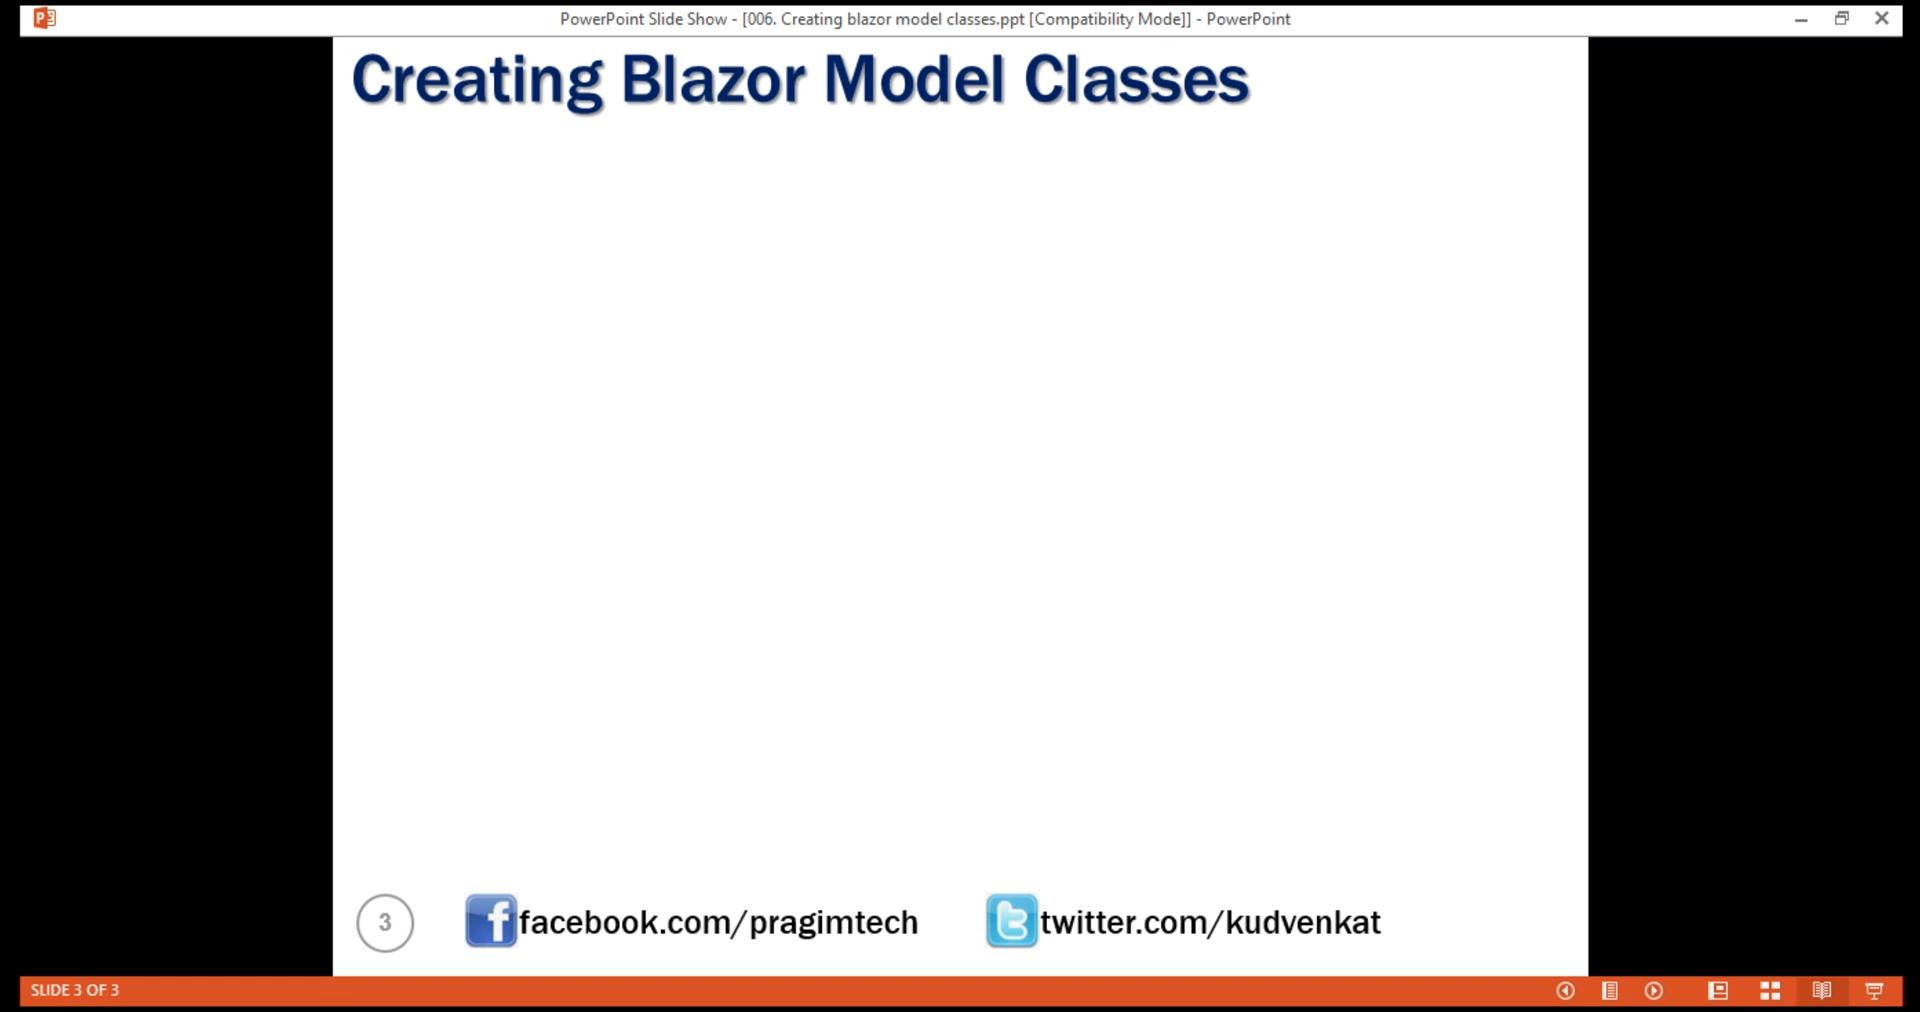 PowerPoint Slide Show - [006. Creating blazor model classes.ppt [Compatibility Mode]] - PowerPoint
Creating Blazor Model Classes
3
facebook.com/pragimtech
twitter.com/kudvenkat
SLIDE 3 OF 3